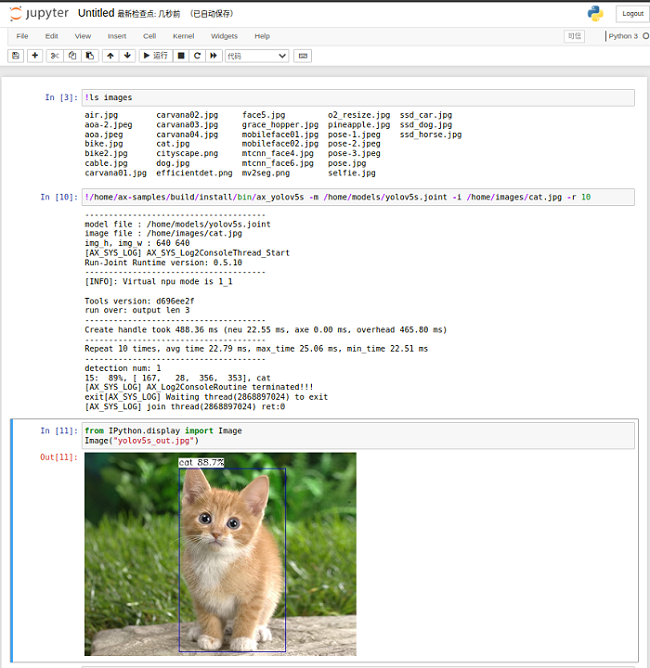 jupyter Untitled 最新检查点: 几秒前 (已自动保存) Logout
File Edit View Insert Cell Kernel Widgets Help 可信 Python 3
运行 代码
In [3]: !ls images
air.jpg carvana02.jpg face5.jpg o2_resize.jpg ssd_car.jpg
aoa-2.jpeg carvana03.jpg grace_hopper.jpg pineapple.jpg ssd_dog.jpg
aoa.jpeg carvana04.jpg mobileface01.jpg pose-1.jpeg ssd_horse.jpg
bike.jpg cat.jpg mobileface02.jpg pose-2.jpeg
bike2.jpg cityscape.png mtcnn_face4.jpg pose-3.jpeg
cable.jpg dog.jpg mtcnn_face6.jpg pose.jpg
carvana01.jpg efficientdet.png mv2seg.png selfie.jpg
In [10]: !/home/ax-samples/build/install/bin/ax_yolov5s -m /home/models/yolov5s.joint -i /home/images/cat.jpg -r 10
--------------------------------------
model file : /home/models/yolov5s.joint
image file : /home/images/cat.jpg
img_h, img_w : 640 640
[AX_SYS_LOG] AX_SYS_Log2ConsoleThread_Start
Run-Joint Runtime version: 0.5.10
--------------------------------------
[INFO]: Virtual npu mode is 1_1
Tools version: d696ee2f
run over: output len 3
--------------------------------------
Create handle took 488.36 ms (neu 22.55 ms, axe 0.00 ms, overhead 465.80 ms)
--------------------------------------
Repeat 10 times, avg time 22.79 ms, max_time 25.06 ms, min_time 22.51 ms
--------------------------------------
detection num: 1
15: 89%, [ 167, 28, 356, 353], cat
[AX_SYS_LOG] AX_Log2ConsoleRoutine terminated!!!
exit[AX_SYS_LOG] Waiting thread(2868897024) to exit
[AX_SYS_LOG] join thread(2868897024) ret:0
In [11]: from IPython.display import Image
Image("yolov5s_out.jpg")
Out[11]:
cat 88.7%